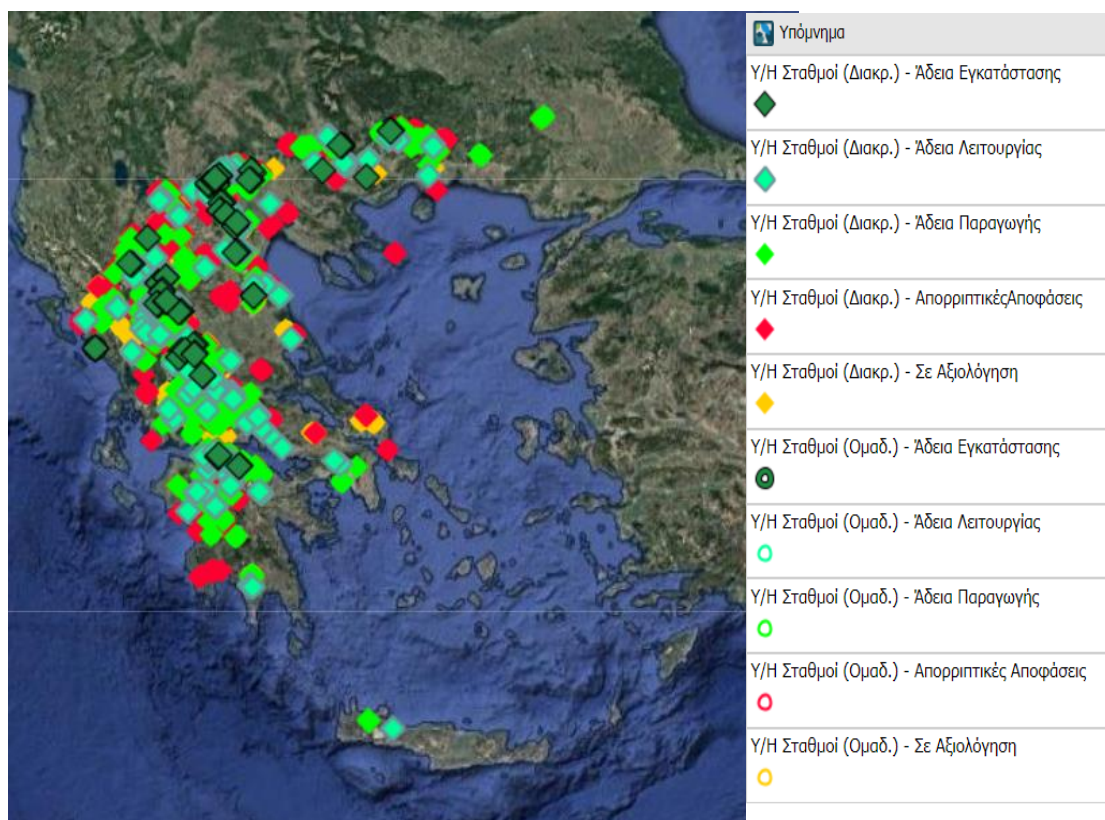 Υπόμνημα
Υ/Η Σταθμοί (Διακρ.) - Άδεια Εγκατάστασης
Υ/Η Σταθμοί (Διακρ.) - Άδεια Λειτουργίας
Υ/Η Σταθμοί (Διακρ.) - Άδεια Παραγωγής
Υ/Η Σταθμοί (Διακρ.) - ΑπορριπτικέςΑποφάσεις
Υ/Η Σταθμοί (Διακρ.) - Σε Αξιολόγηση
Υ/Η Σταθμοί (Ομαδ.) - Άδεια Εγκατάστασης
Υ/Η Σταθμοί (Ομαδ.) - Άδεια Λειτουργίας
Υ/Η Σταθμοί (Ομαδ.) - Άδεια Παραγωγής
Υ/Η Σταθμοί (Ομαδ.) - Απορριπτικές Αποφάσεις
Υ/Η Σταθμοί (Ομαδ.) - Σε Αξιολόγηση